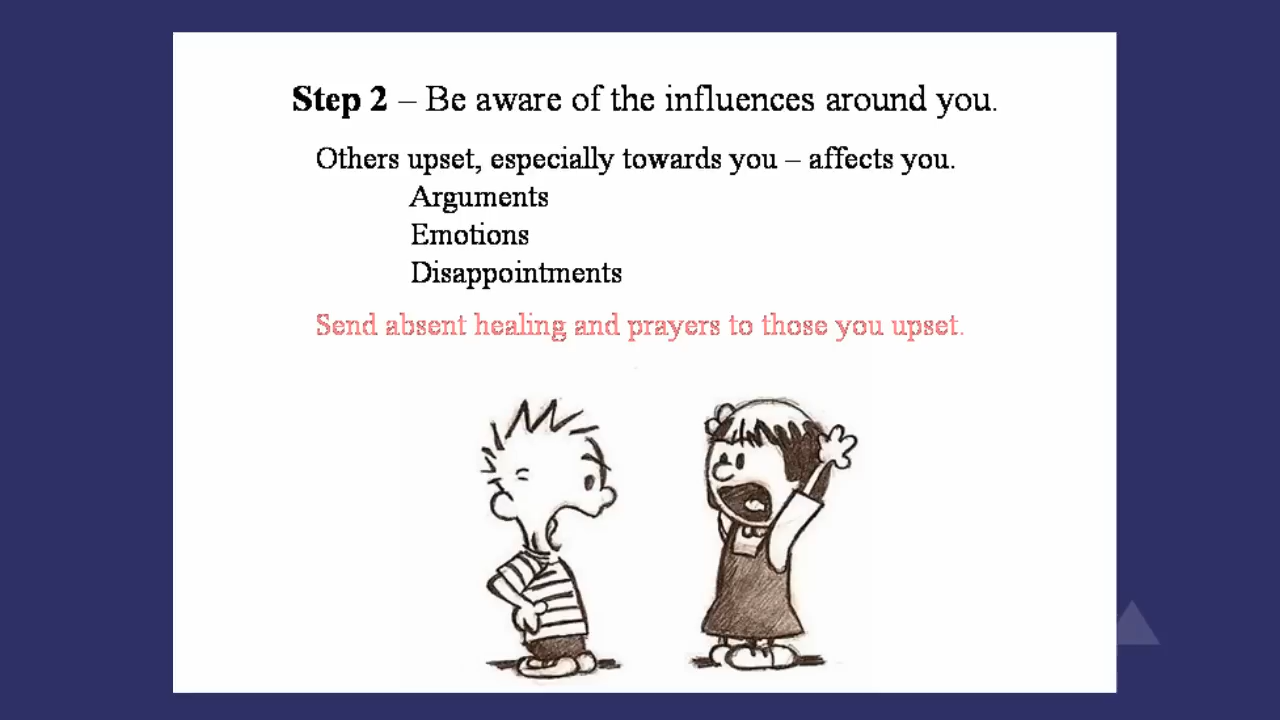 Step 2 – Be aware of the influences around you.
Others upset, especially towards you – affects you.
Arguments
Emotions
Disappointments
Send absent healing and prayers to those you upset.